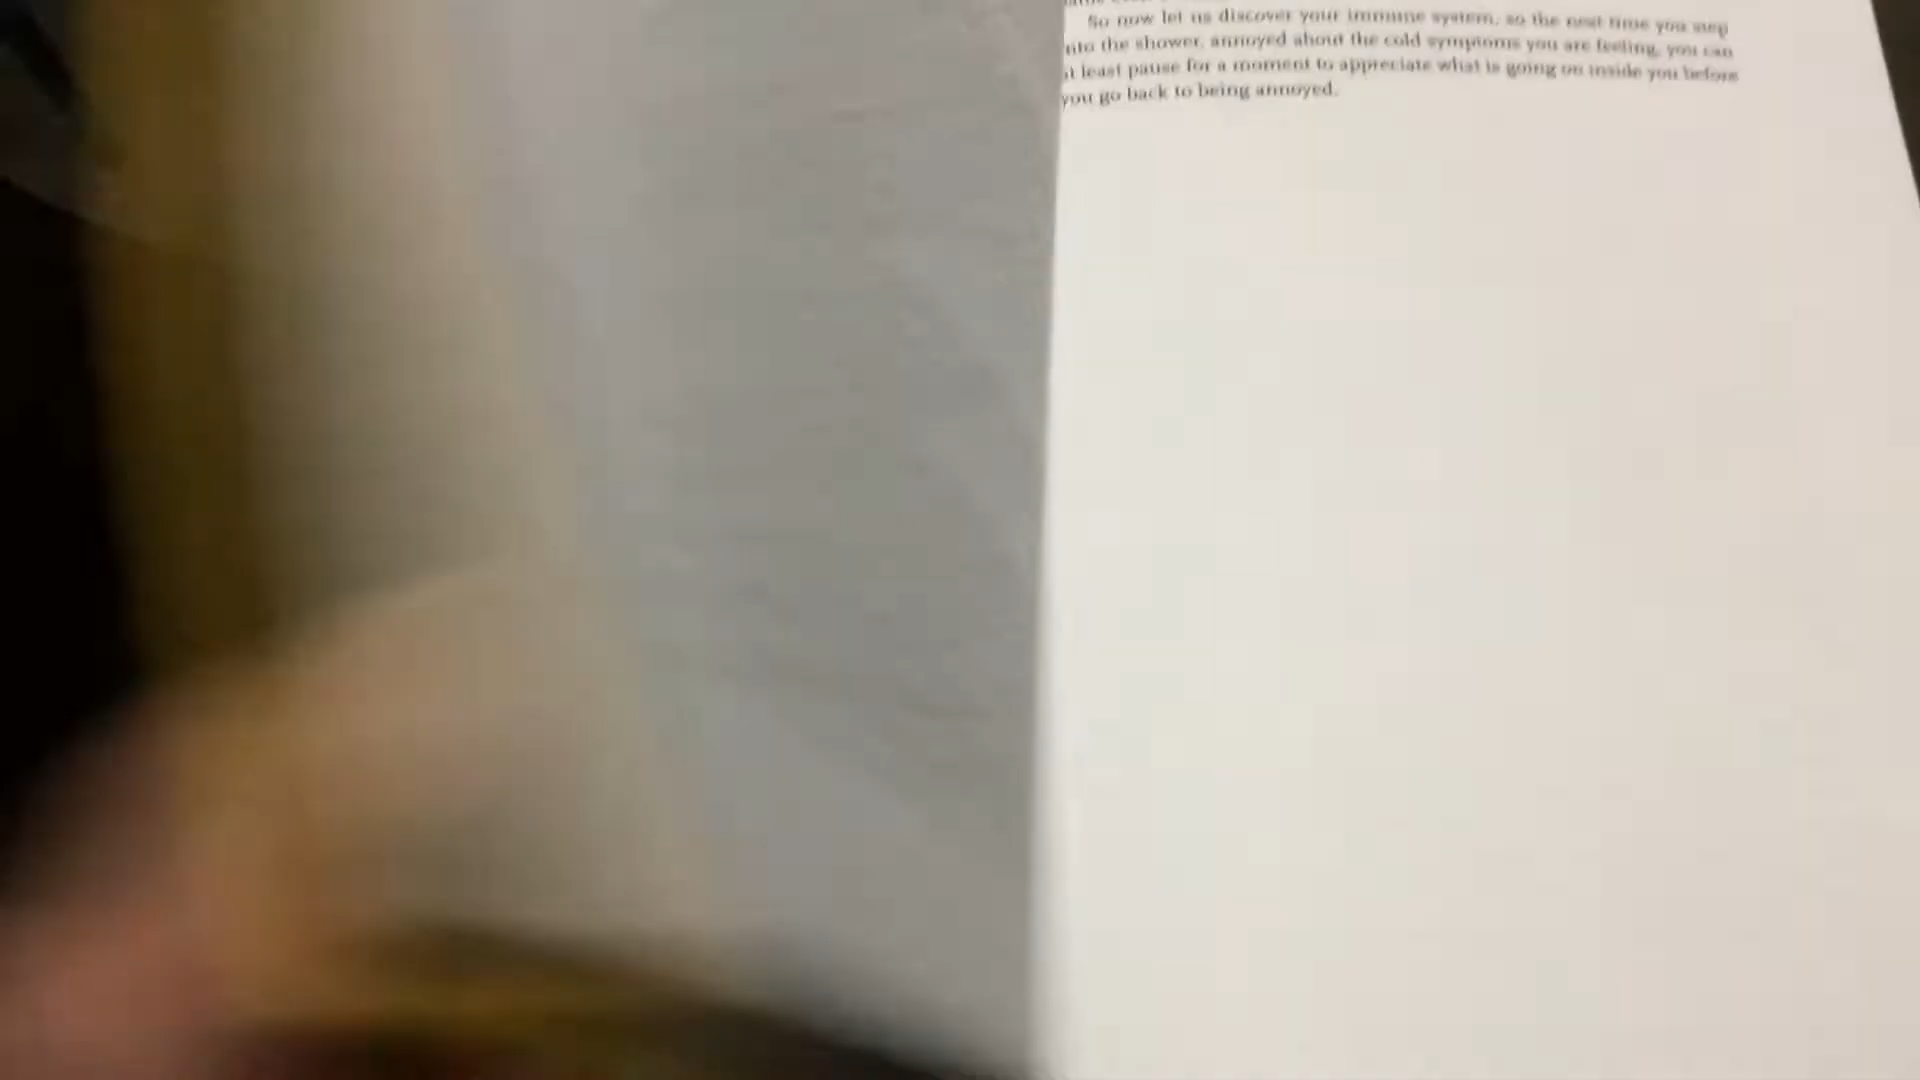 So now let us discover your immune system, so the next time you step
into the shower, annoyed about the cold symptoms you are feeling, you can
at least pause for a moment to appreciate what is going on inside you before
you go back to being annoyed.